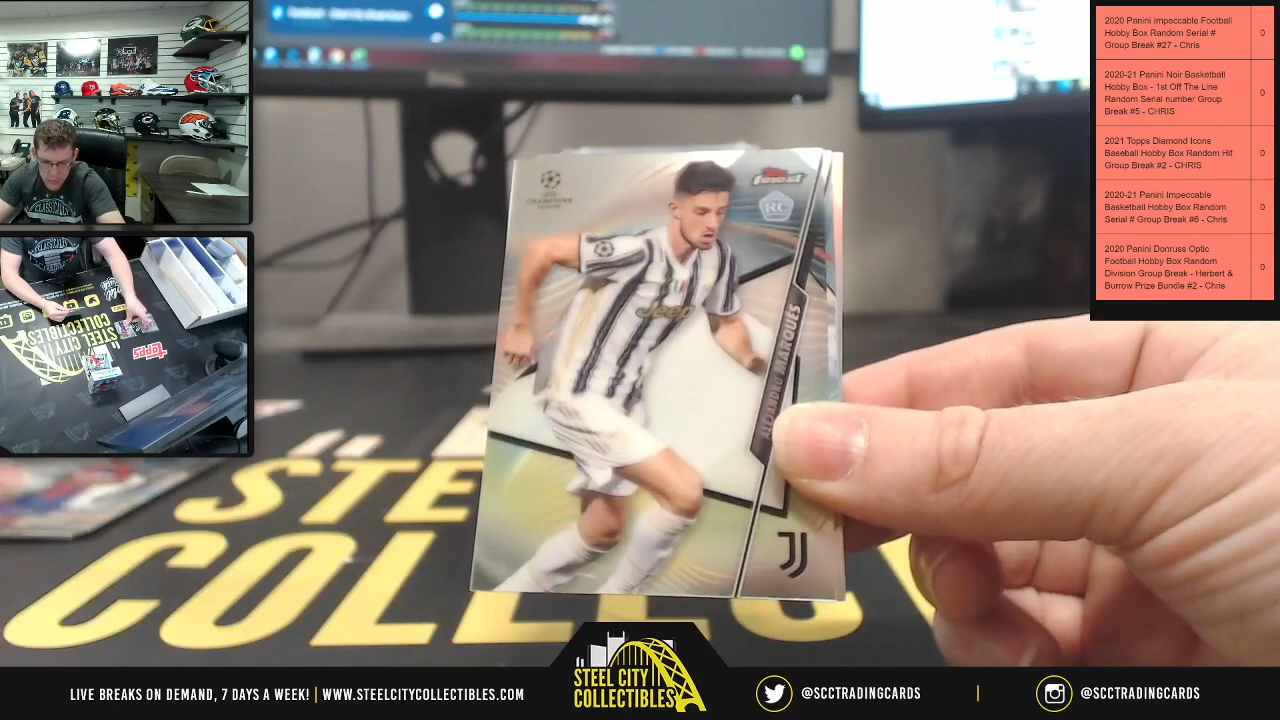 2020 Panini Impeccable Football
Hobby Box Random Serial #
Group Break #27 - Chris
0
2020-21 Panini Noir Basketball
Hobby Box - 1st Off The Line
Random Serial number Group
Break #5 - CHRIS
0
2021 Topps Diamond Icons
Baseball Hobby Box Random Hit
Group Break #2 - CHRIS
0
2020-21 Panini Impeccable
Basketball Hobby Box Random
Serial # Group Break #6 - Chris
0
2020 Panini Donruss Optic
Football Hobby Box Random
Division Group Break - Herbert &
Burrow Prize Bundle #2 - Chris
0
CHAMPIONS
LEAGUE
Finest
RC
Jeep
ALEJANDRO MARQUES
J
topps
STEEL CITY
COLLECTIBLES
STE
COLLEC
STEEL CITY
COLLECTIBLES
LIVE BREAKS ON DEMAND, 7 DAYS A WEEK! | WWW.STEELCITYCOLLECTIBLES.COM
@SCCTRADINGCARDS
@SCCTRADINGCARDS